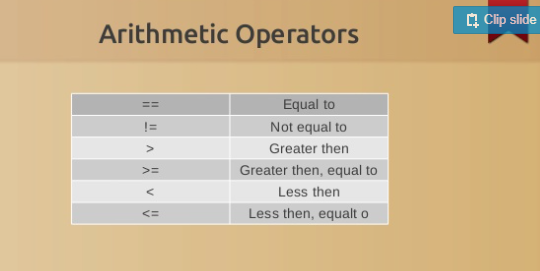 Arithmetic Operators
Clip slide
== Equal to
!= Not equal to
> Greater then
>= Greater then, equal to
< Less then
<= Less then, equalt o